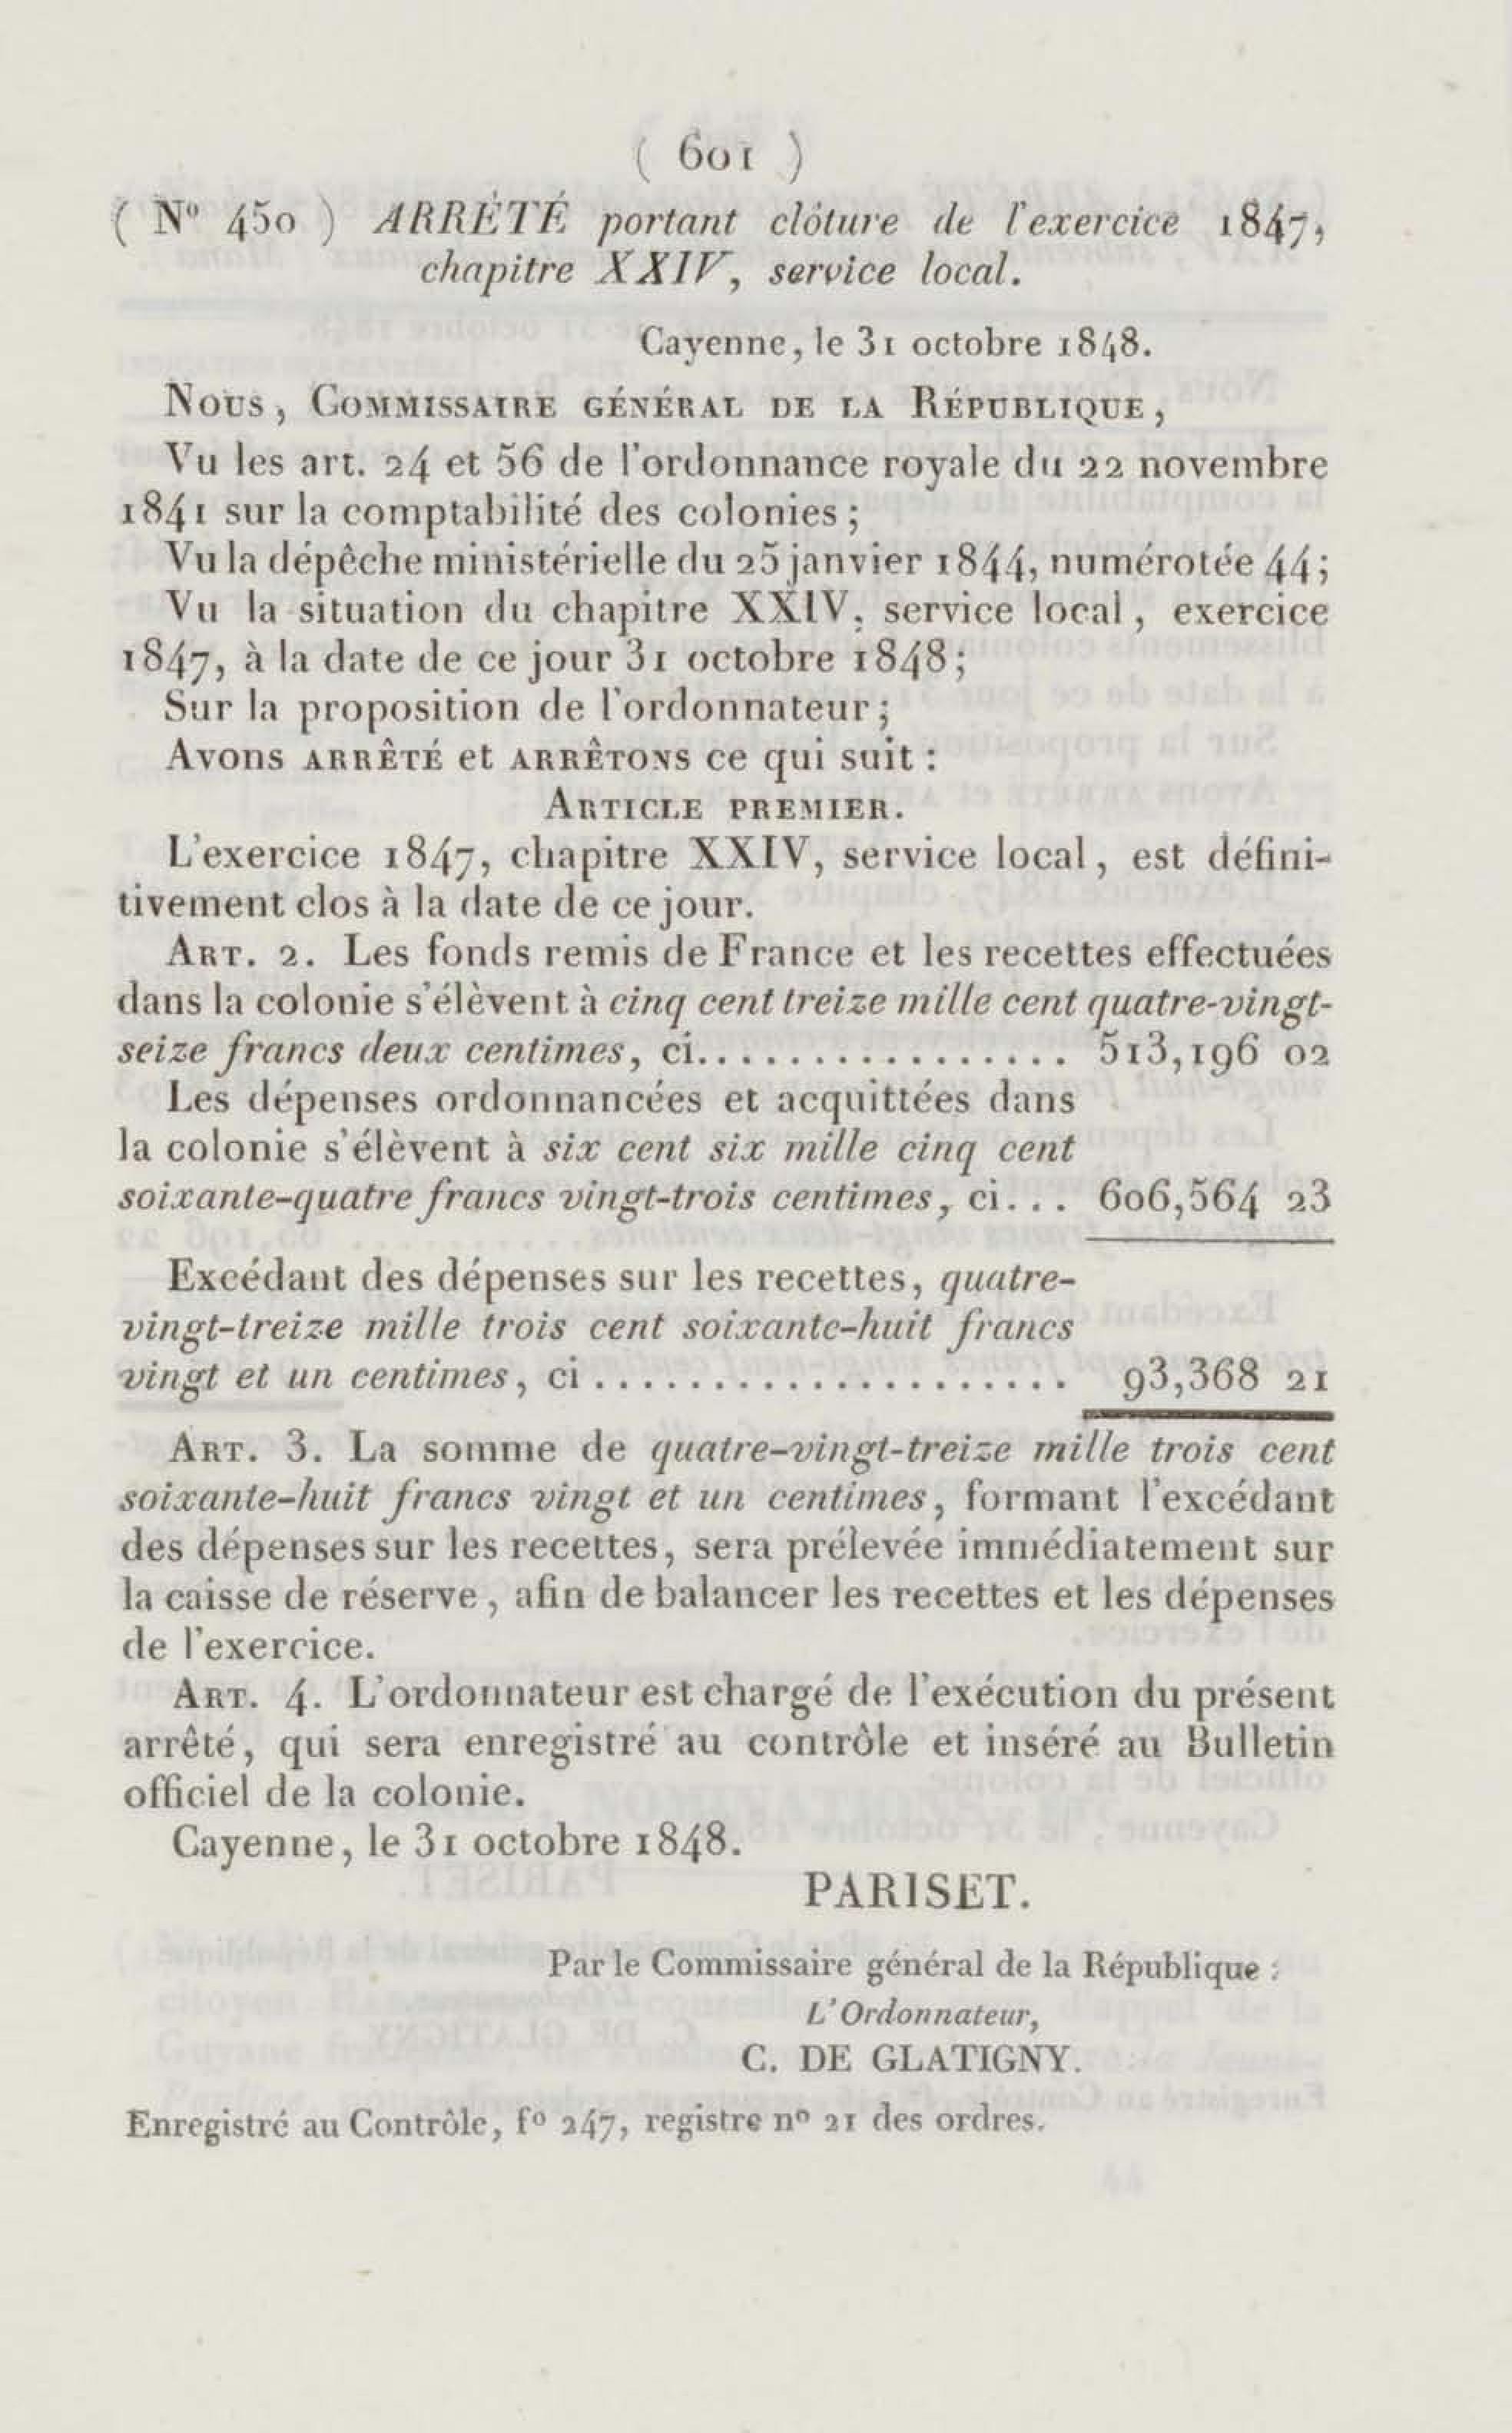 ( 601 )
( Nº 450 ) ARRÊTÉ portant clôture de l'exercice 1847,
chapitre XXIV, service local.
Cayenne, le 31 octobre 1848.
Nous, Commissaire général de la République,
Vu les art. 24 et 56 de l'ordonnance royale du 22 novembre
1841 sur la comptabilité des colonies ;
Vu la dépêche ministérielle du 25 janvier 1844, numérotée 44 ;
Vu la situation du chapitre XXIV, service local, exercice
1847, à la date de ce jour 31 octobre 1848 ;
Sur la proposition de l'ordonnateur ;
Avons arrêté et arrêtons ce qui suit :
Article premier.
L'exercice 1847, chapitre XXIV, service local, est défini-
tivement clos à la date de ce jour.
Art. 2. Les fonds remis de France et les recettes effectuées
dans la colonie s'élèvent à cinq cent treize mille cent quatre-vingt-
seize francs deux centimes, ci................ 513,196 02
Les dépenses ordonnancées et acquittées dans
la colonie s'élèvent à six cent six mille cinq cent
soixante-quatre francs vingt-trois centimes, ci... 606,564 23
Excédant des dépenses sur les recettes, quatre-
vingt-treize mille trois cent soixante-huit francs
vingt et un centimes, ci .................... 93,368 21
Art. 3. La somme de quatre-vingt-treize mille trois cent
soixante-huit francs vingt et un centimes, formant l'excédant
des dépenses sur les recettes, sera prélevée immédiatement sur
la caisse de réserve, afin de balancer les recettes et les dépenses
de l'exercice.
Art. 4. L'ordonnateur est chargé de l'exécution du présent
arrêté, qui sera enregistré au contrôle et inséré au Bulletin
officiel de la colonie.
Cayenne, le 31 octobre 1848.
PARISET.
Par le Commissaire général de la République :
L'Ordonnateur,
C. DE GLATIGNY.
Enregistré au Contrôle, fº 247, registre nº 21 des ordres.